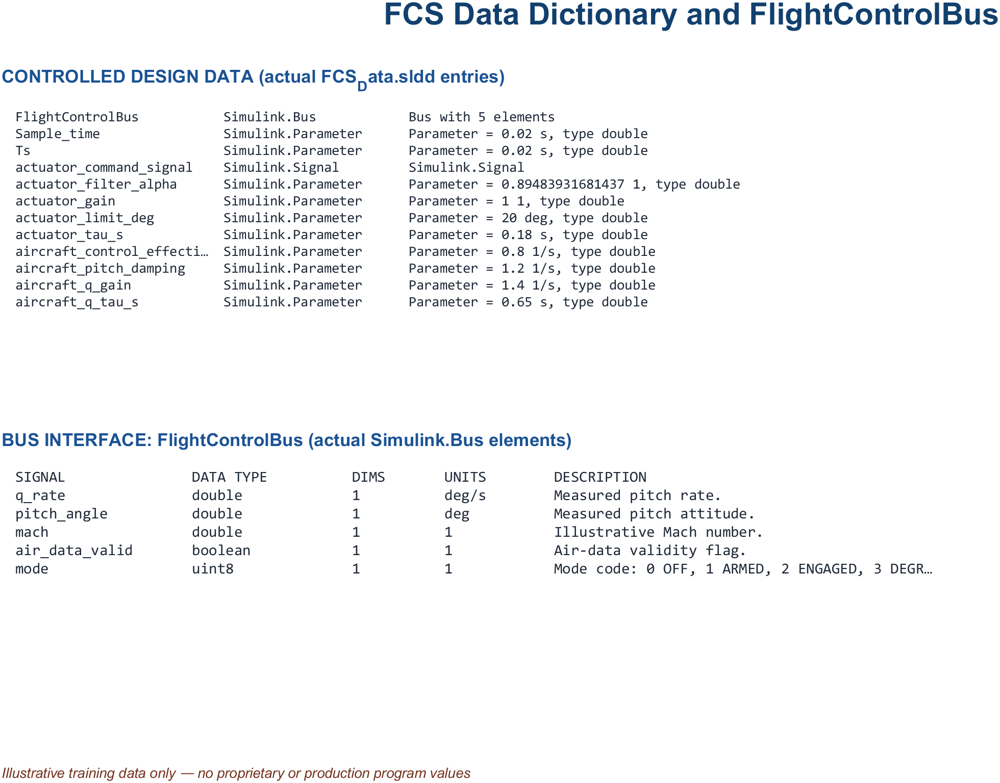 FCS Data Dictionary and FlightControlBus
CONTROLLED DESIGN DATA (actual FCSData.sldd entries)
FlightControlBus Simulink.Bus Bus with 5 elements
Sample_time Simulink.Parameter Parameter = 0.02 s, type double
Ts Simulink.Parameter Parameter = 0.02 s, type double
actuator_command_signal Simulink.Signal Simulink.Signal
actuator_filter_alpha Simulink.Parameter Parameter = 0.89483931681437 1, type double
actuator_gain Simulink.Parameter Parameter = 1 1, type double
actuator_limit_deg Simulink.Parameter Parameter = 20 deg, type double
actuator_tau_s Simulink.Parameter Parameter = 0.18 s, type double
aircraft_control_effecti… Simulink.Parameter Parameter = 0.8 1/s, type double
aircraft_pitch_damping Simulink.Parameter Parameter = 1.2 1/s, type double
aircraft_q_gain Simulink.Parameter Parameter = 1.4 1/s, type double
aircraft_q_tau_s Simulink.Parameter Parameter = 0.65 s, type double
BUS INTERFACE: FlightControlBus (actual Simulink.Bus elements)
SIGNAL DATA TYPE DIMS UNITS DESCRIPTION
q_rate double 1 deg/s Measured pitch rate.
pitch_angle double 1 deg Measured pitch attitude.
mach double 1 1 Illustrative Mach number.
air_data_valid boolean 1 1 Air-data validity flag.
mode uint8 1 1 Mode code: 0 OFF, 1 ARMED, 2 ENGAGED, 3 DEGR…
Illustrative training data only — no proprietary or production program values